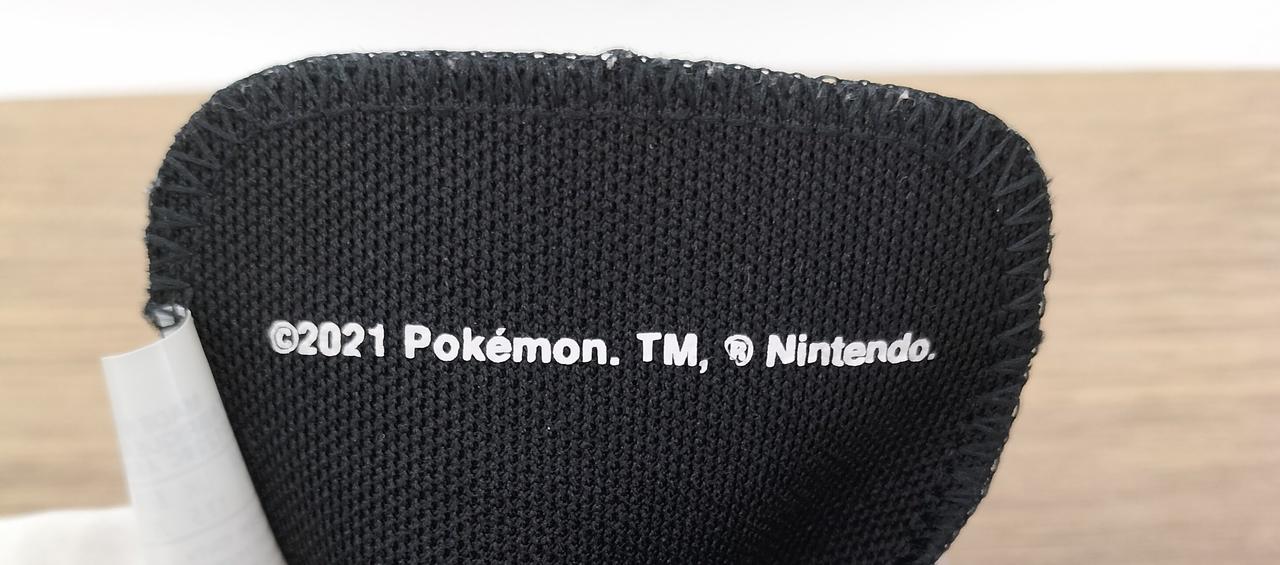 ©2021 Pokémon. TM, ® Nintendo.